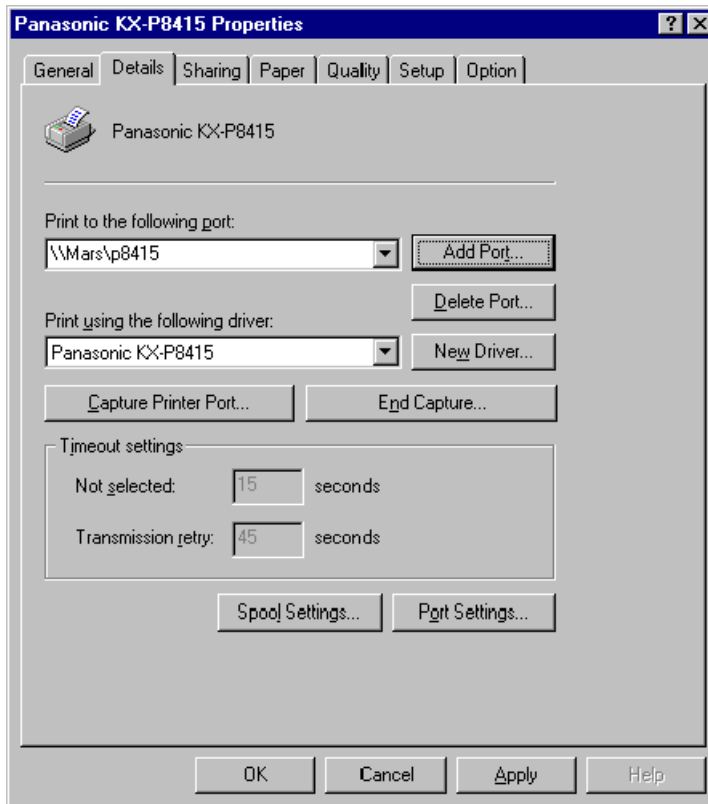 Panasonic KX-P8415 Properties
General Details Sharing Paper Quality Setup Option
Panasonic KX-P8415
Print to the following port:
\\Mars\p8415 Add Port...
Delete Port...
Print using the following driver:
Panasonic KX-P8415 New Driver...
Capture Printer Port... End Capture...
Timeout settings
Not selected: 15 seconds
Transmission retry: 45 seconds
Spool Settings... Port Settings...
OK Cancel Apply Help